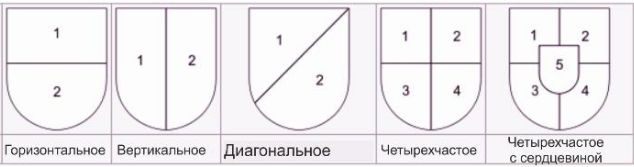 1
2
1
2
1
2
1 2
3 4
1 2
5
3 4
Горизонтальное
Вертикальное
Диагональное
Четырехчастое
Четырехчастое
с сердцевиной